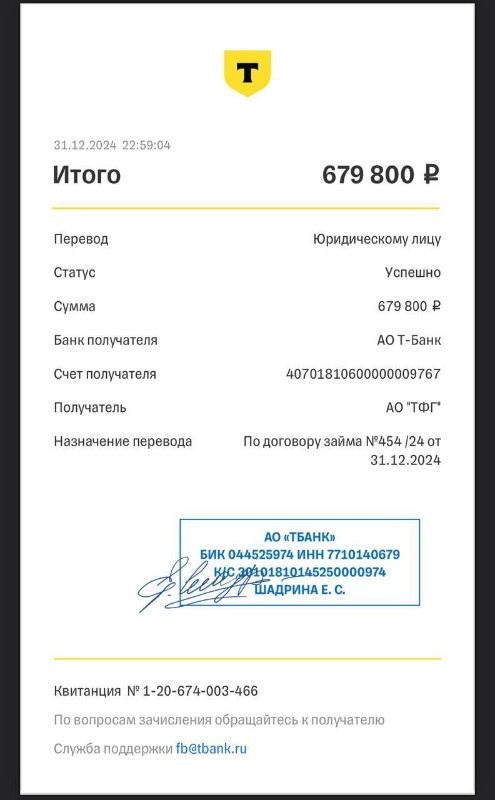 Т
31.12.2024 22:59:04
Итого 679 800 ₽
Перевод Юридическому лицу
Статус Успешно
Сумма 679 800 ₽
Банк получателя АО Т-Банк
Счет получателя 40701810600000009767
Получатель АО "ТФГ"
Назначение перевода По договору займа №454 /24 от
31.12.2024
АО «ТБАНК»
БИК 044525974 ИНН 7710140679
К/С 30101810145250000974
ШАДРИНА Е. С.
Квитанция № 1-20-674-003-466
По вопросам зачисления обращайтесь к получателю
Служба поддержки fb@tbank.ru